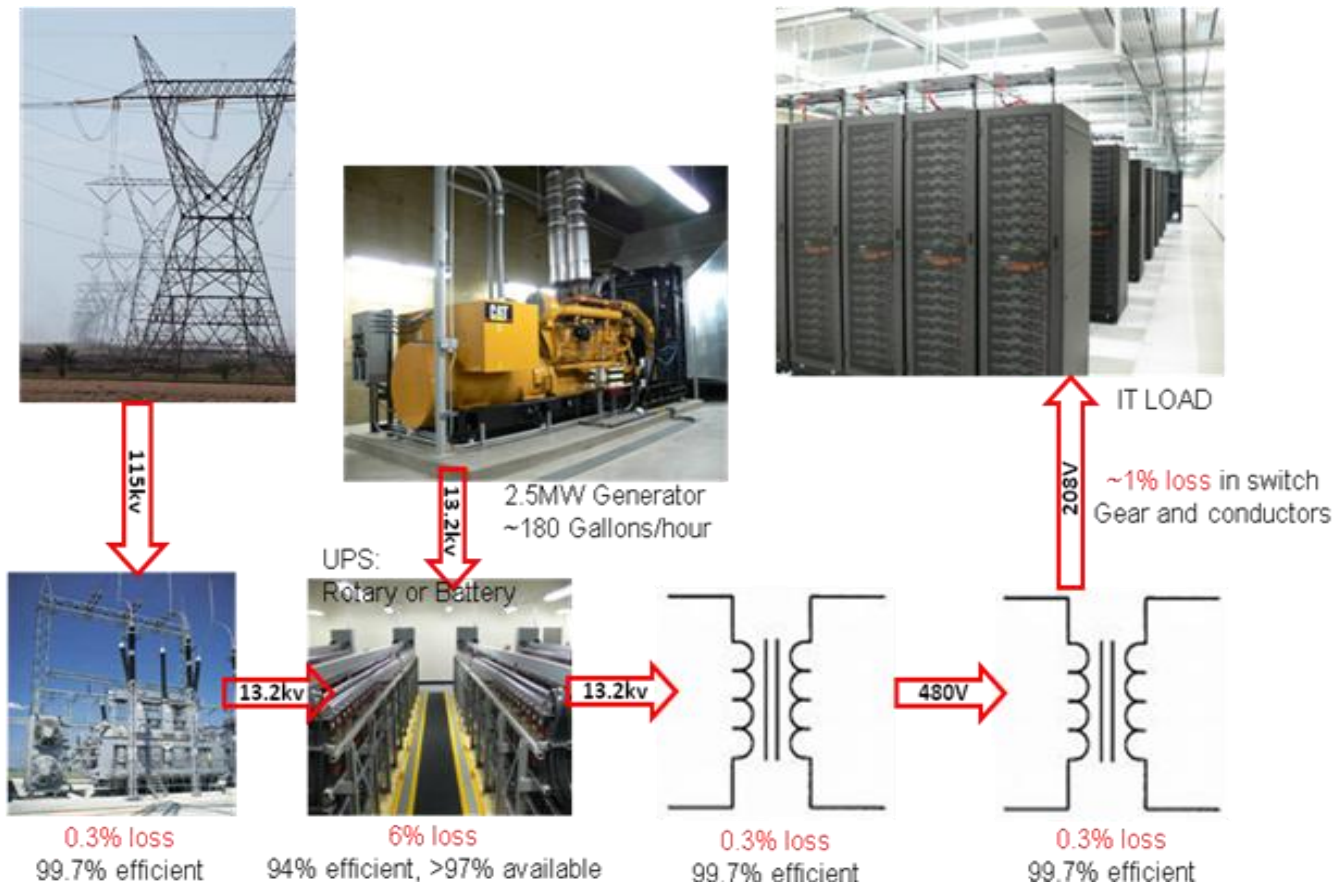 115kv
CAT
13.2kv
2.5MW Generator
~180 Gallons/hour
IT LOAD
208V
~1% loss in switch
Gear and conductors
UPS:
Rotary or Battery
13.2kv
13.2kv
480V
0.3% loss
99.7% efficient
6% loss
94% efficient, >97% available
0.3% loss
99.7% efficient
0.3% loss
99.7% efficient